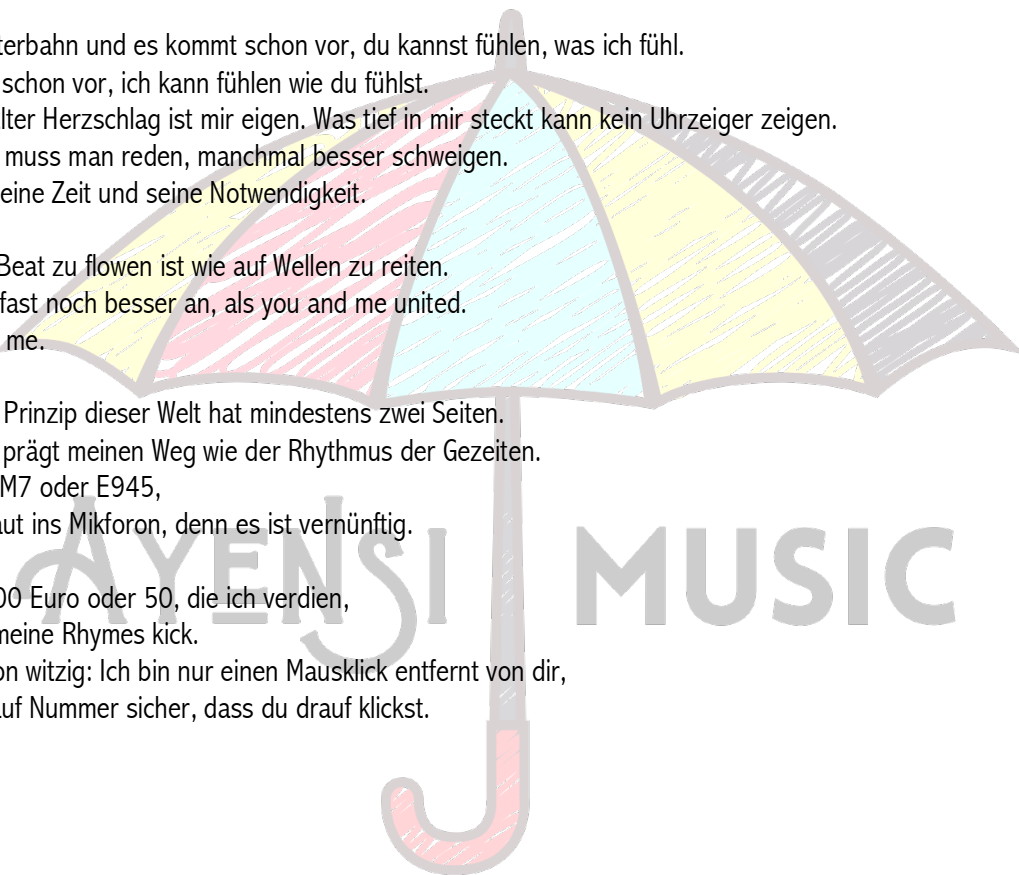 terbahn und es kommt schon vor, du kannst fühlen, was ich fühl.
schon vor, ich kann fühlen wie du fühlst.
lter Herzschlag ist mir eigen. Was tief in mir steckt kann kein Uhrzeiger zeigen.
muss man reden, manchmal besser schweigen.
eine Zeit und seine Notwendigkeit.
Beat zu flowen ist wie auf Wellen zu reiten.
fast noch besser an, als you and me united.
me.
Prinzip dieser Welt hat mindestens zwei Seiten.
prägt meinen Weg wie der Rhythmus der Gezeiten.
M7 oder E945,
aut ins Mikforon, denn es ist vernünftig.
AYENSI MUSIC
00 Euro oder 50, die ich verdien,
meine Rhymes kick.
on witzig: Ich bin nur einen Mausklick entfernt von dir,
auf Nummer sicher, dass du drauf klickst.